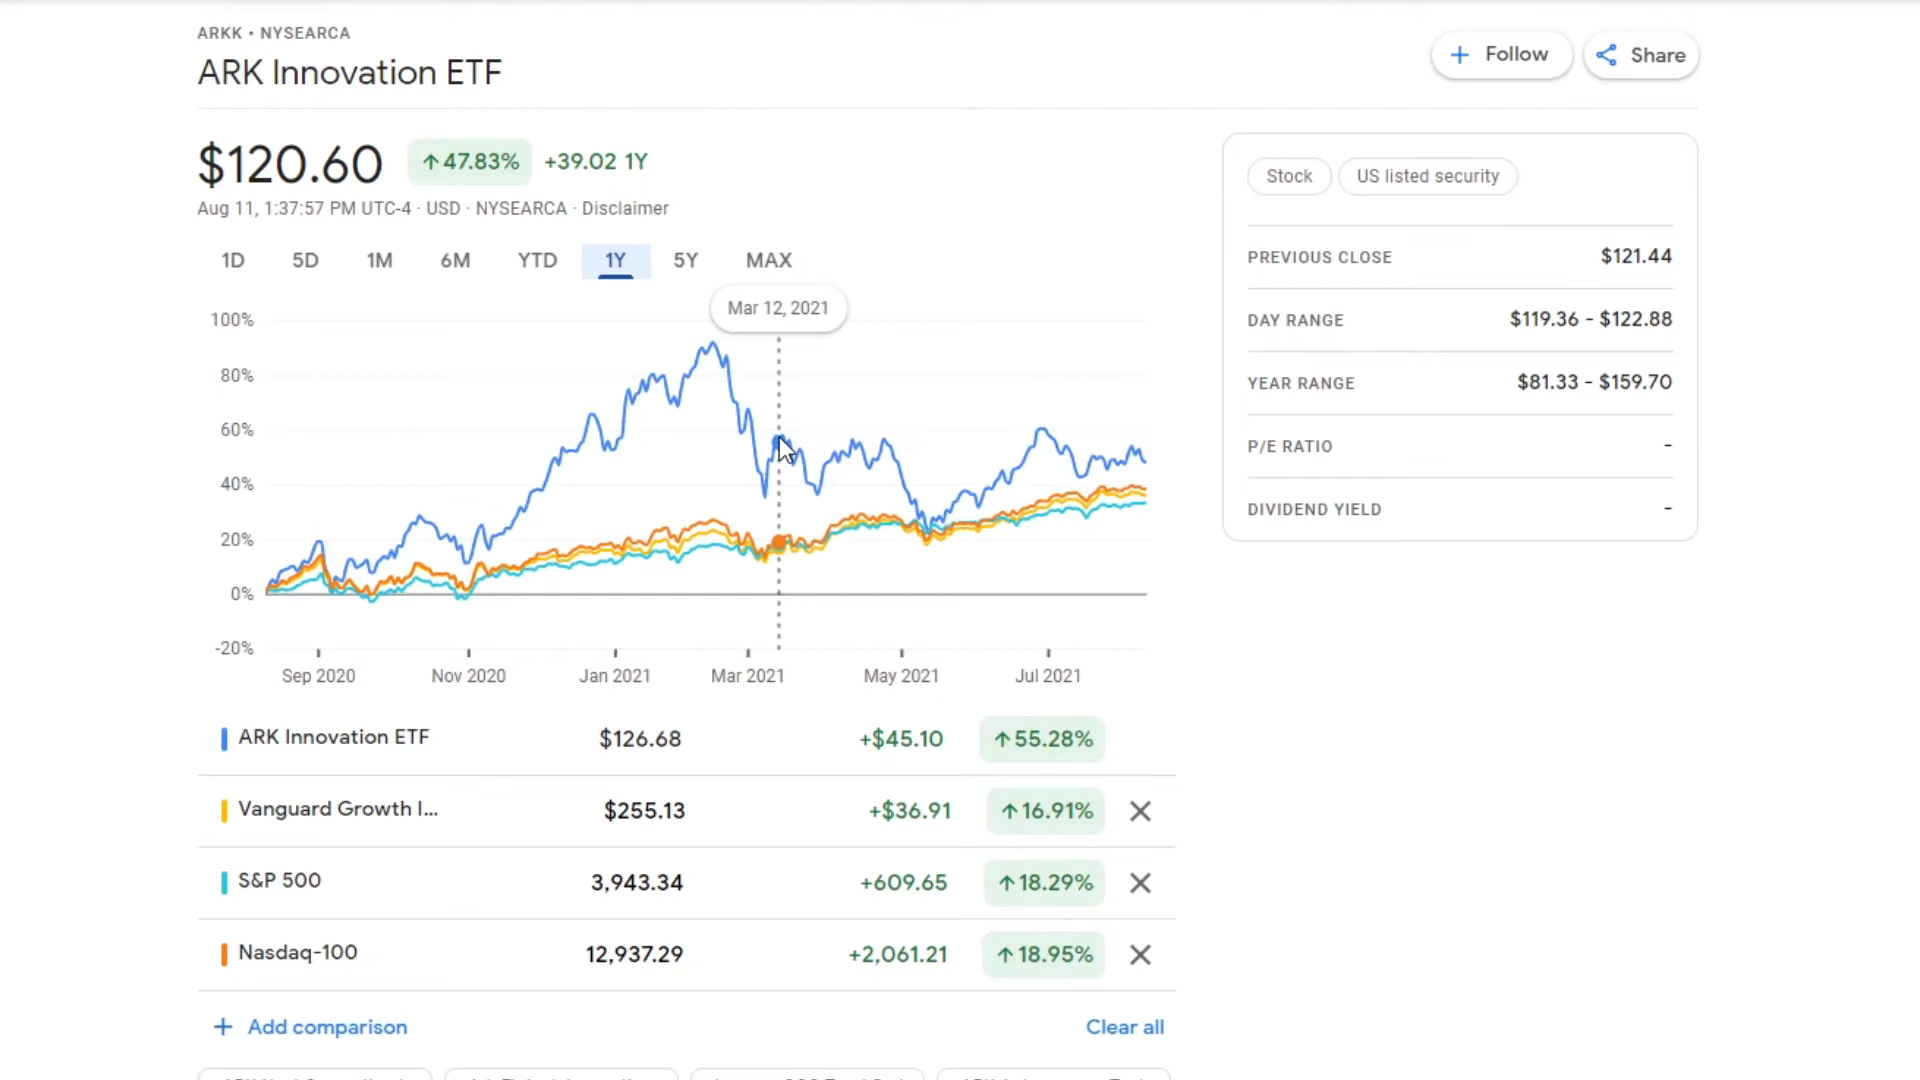 ARKK • NYSEARCA
ARK Innovation ETF
Follow
Share
$120.60
↑47.83%
+39.02 1Y
Aug 11, 1:37:57 PM UTC-4 · USD · NYSEARCA · Disclaimer
1D 5D 1M 6M YTD 1Y 5Y MAX
Mar 12, 2021
100%
80%
60%
40%
20%
0%
-20%
Sep 2020 Nov 2020 Jan 2021 Mar 2021 May 2021 Jul 2021
Stock
US listed security
PREVIOUS CLOSE $121.44
DAY RANGE $119.36 - $122.88
YEAR RANGE $81.33 - $159.70
P/E RATIO -
DIVIDEND YIELD -
ARK Innovation ETF $126.68 +$45.10 ↑55.28%
Vanguard Growth I... $255.13 +$36.91 ↑16.91%
S&P 500 3,943.34 +609.65 ↑18.29%
Nasdaq-100 12,937.29 +2,061.21 ↑18.95%
+ Add comparison
Clear all